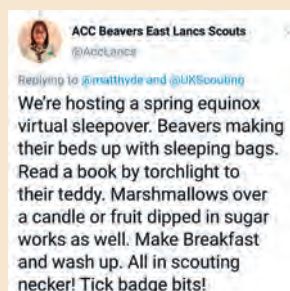 ACC Beavers East Lancs Scouts
@AccLancs
Replying to @matthyde and @UKScouting
We're hosting a spring equinox
virtual sleepover. Beavers making
their beds up with sleeping bags.
Read a book by torchlight to
their teddy. Marshmallows over
a candle or fruit dipped in sugar
works as well. Make Breakfast
and wash up. All in scouting
necker! Tick badge bits!